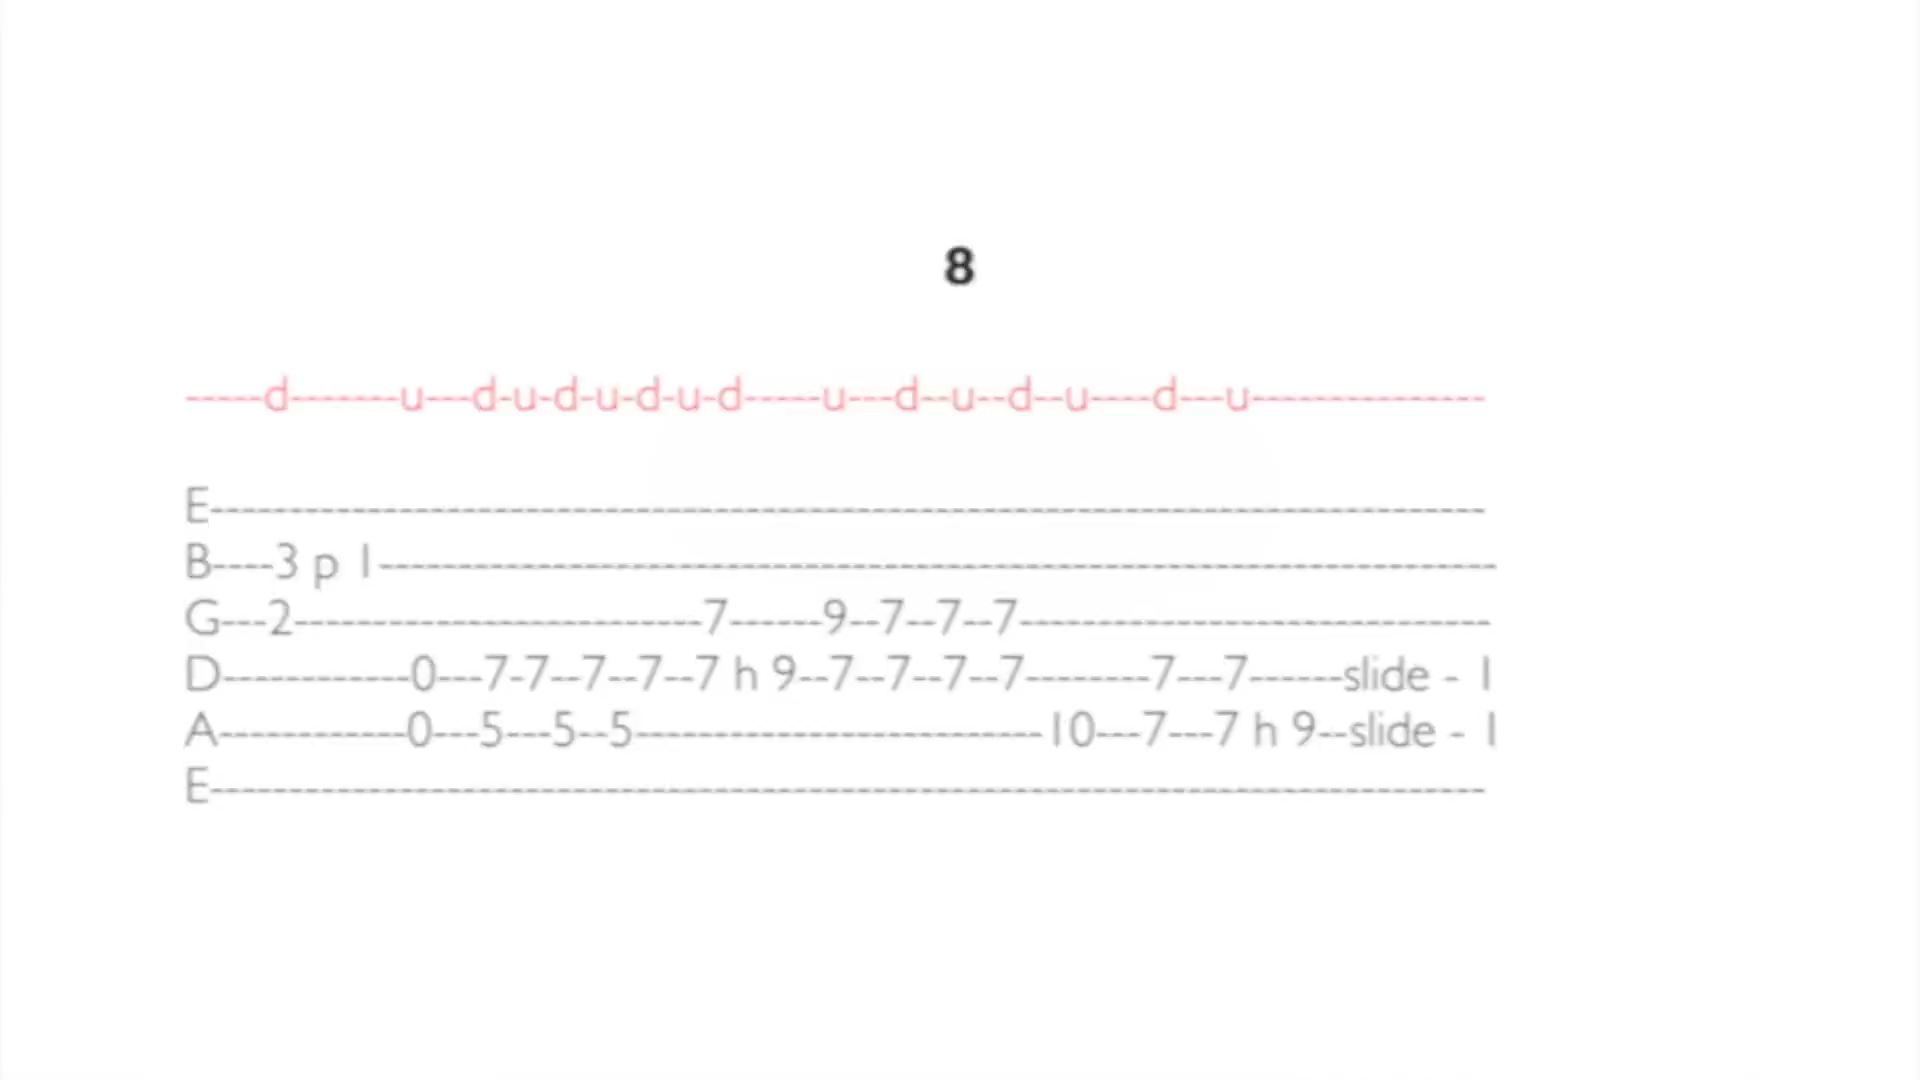 8
-----d-------u---d-u-d-u-d-u-d-----u---d--u--d--u----d---u---------------
E----------------------------------------------------------------------------------
B----3 p 1------------------------------------------------------------------------
G---2---------------------------7------9--7--7--7-------------------------------
D------------0---7-7--7--7--7 h 9--7--7--7--7--------7---7------slide - 1
A------------0---5---5--5---------------------------10---7---7 h 9--slide - 1
E----------------------------------------------------------------------------------